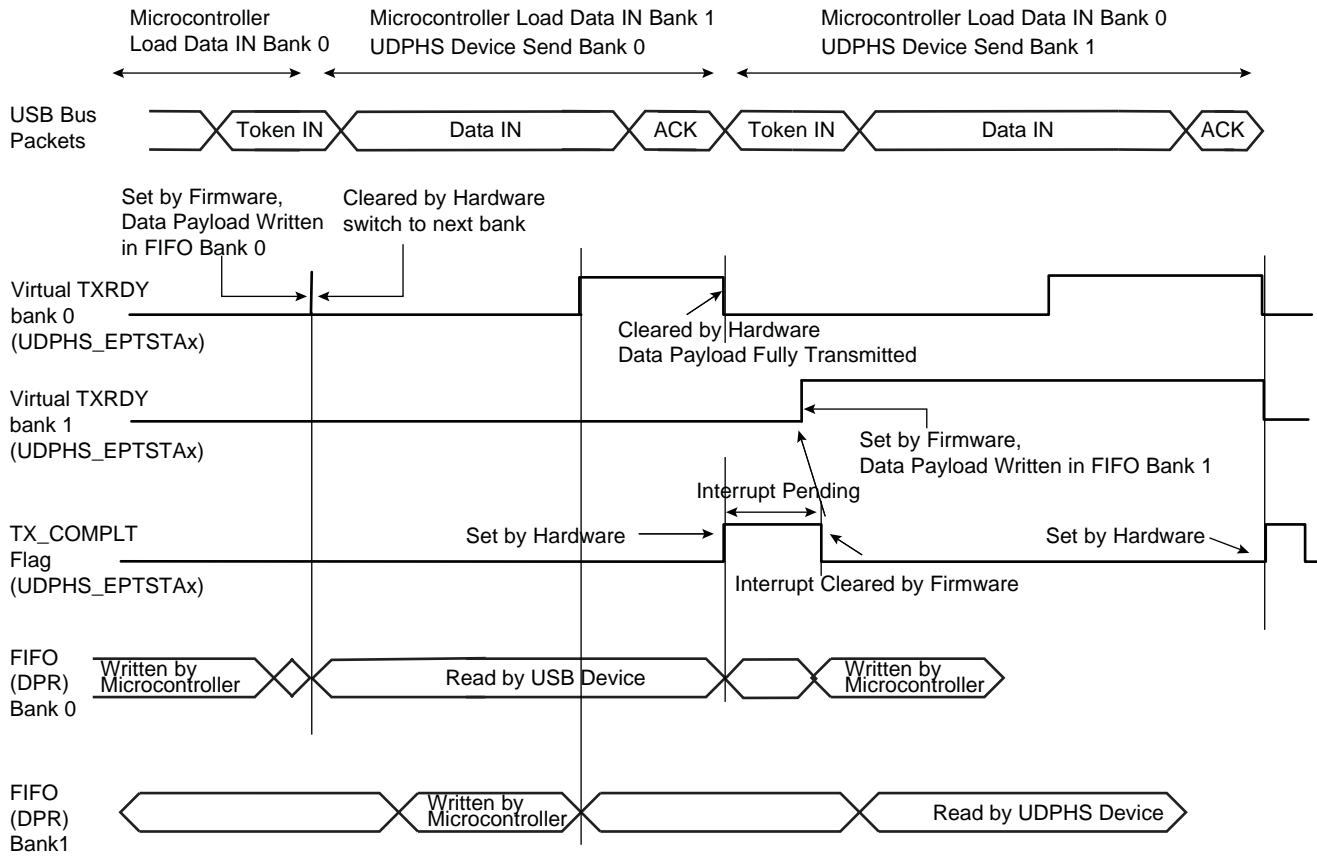 Microcontroller
Load Data IN Bank 0
Microcontroller Load Data IN Bank 1
UDPHS Device Send Bank 0
Microcontroller Load Data IN Bank 0
UDPHS Device Send Bank 1
USB Bus
Packets
Token IN
Data IN
ACK
Token IN
Data IN
ACK
Set by Firmware,
Data Payload Written
in FIFO Bank 0
Cleared by Hardware
switch to next bank
Virtual TXRDY
bank 0
(UDPHS_EPTSTAx)
Cleared by Hardware
Data Payload Fully Transmitted
Virtual TXRDY
bank 1
(UDPHS_EPTSTAx)
Set by Firmware,
Data Payload Written in FIFO Bank 1
Interrupt Pending
TX_COMPLT
Flag
(UDPHS_EPTSTAx)
Set by Hardware
Set by Hardware
Interrupt Cleared by Firmware
FIFO
(DPR)
Bank 0
Written by
Microcontroller
Read by USB Device
Written by
Microcontroller
FIFO
(DPR)
Bank1
Written by
Microcontroller
Read by UDPHS Device